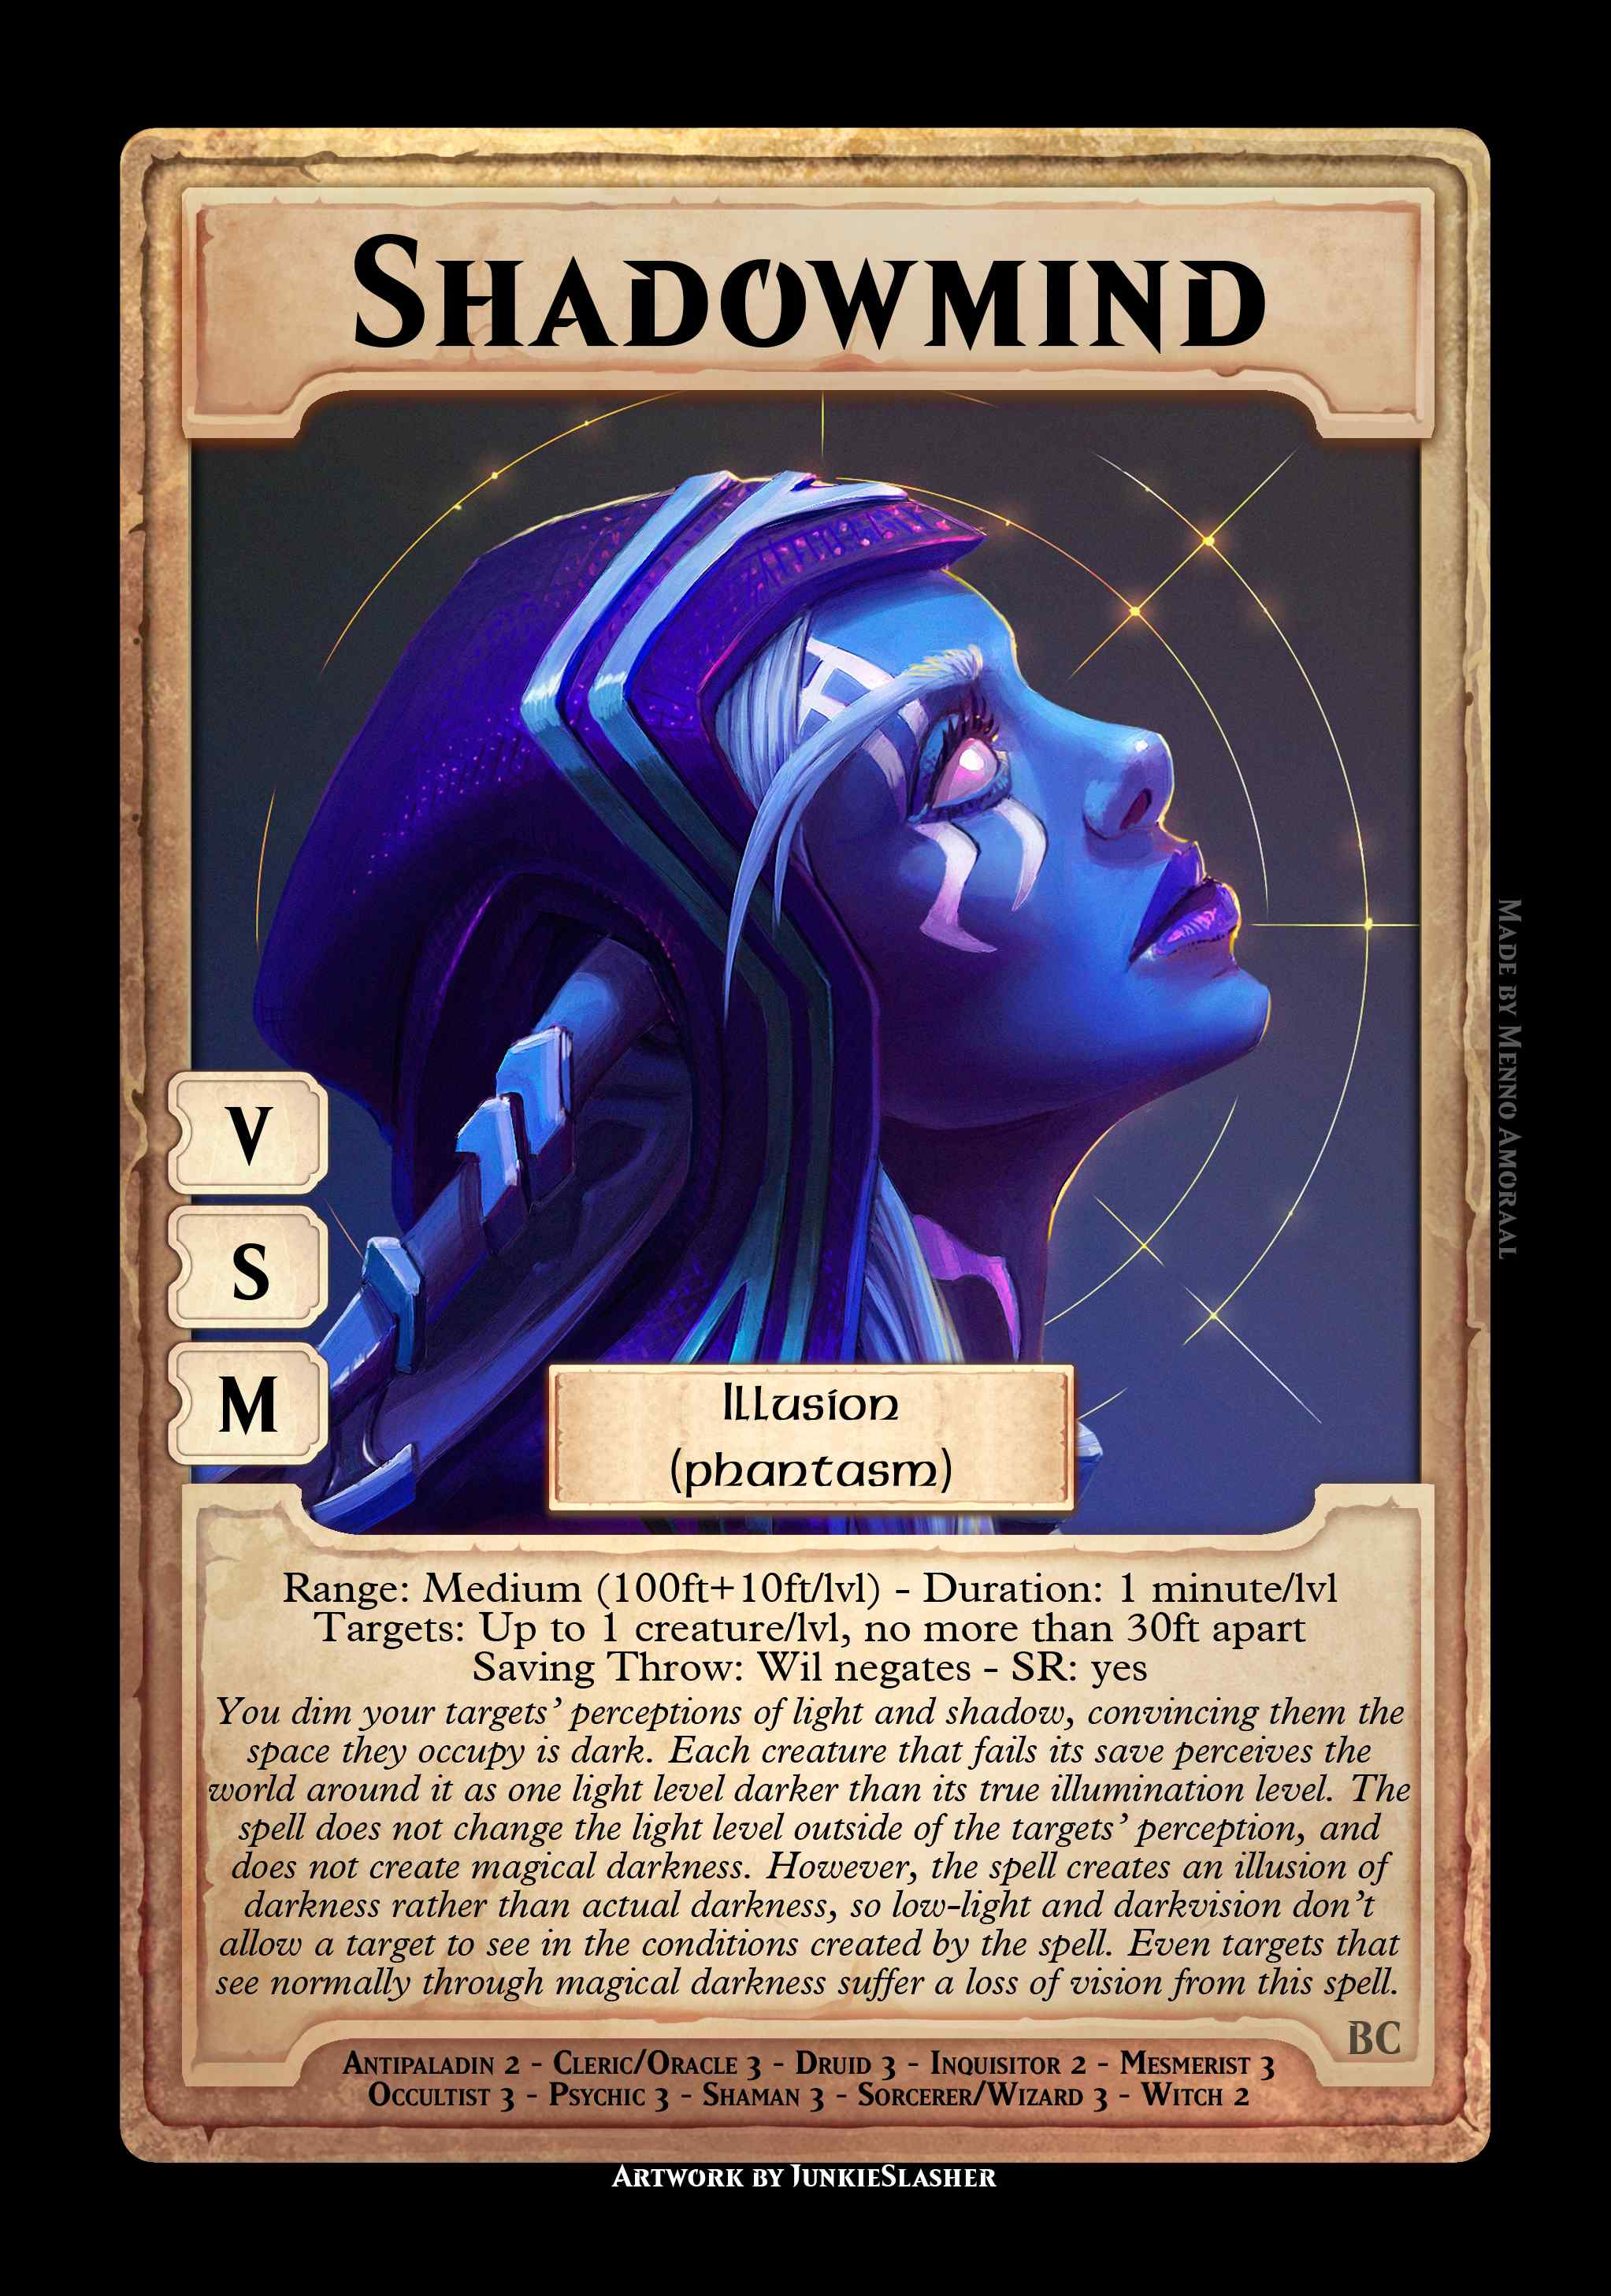 Shadowmind
V
S
M
Illusion
(phantasm)
Range: Medium (100ft+10ft/lvl) - Duration: 1 minute/lvl
Targets: Up to 1 creature/lvl, no more than 30ft apart
Saving Throw: Wil negates - SR: yes
You dim your targets’ perceptions of light and shadow, convincing them the
space they occupy is dark. Each creature that fails its save perceives the
world around it as one light level darker than its true illumination level. The
spell does not change the light level outside of the targets’ perception, and
does not create magical darkness. However, the spell creates an illusion of
darkness rather than actual darkness, so low-light and darkvision don’t
allow a target to see in the conditions created by the spell. Even targets that
see normally through magical darkness suffer a loss of vision from this spell.
BC
Antipaladin 2 - Cleric/Oracle 3 - Druid 3 - Inquisitor 2 - Mesmerist 3
Occultist 3 - Psychic 3 - Shaman 3 - Sorcerer/Wizard 3 - Witch 2
Artwork by JunkieSlasher
Made by Menno Amoraal